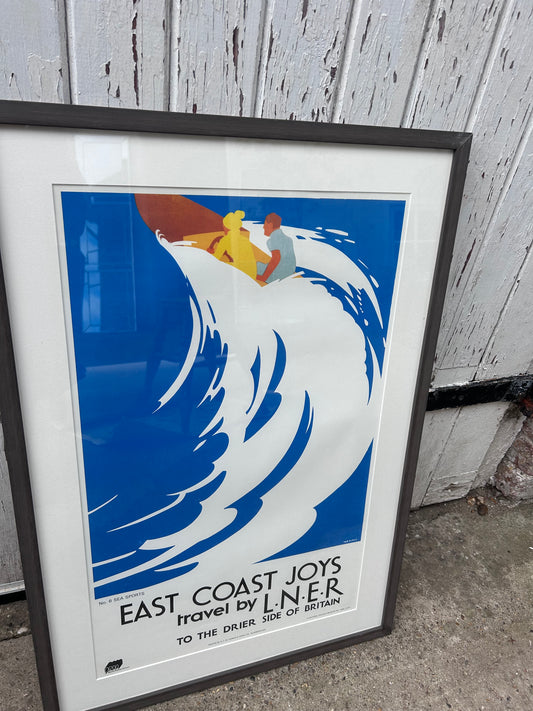 No. 6 SEA SPORTS
EAST COAST JOYS
travel by L·N·E·R
TO THE DRIER SIDE OF BRITAIN